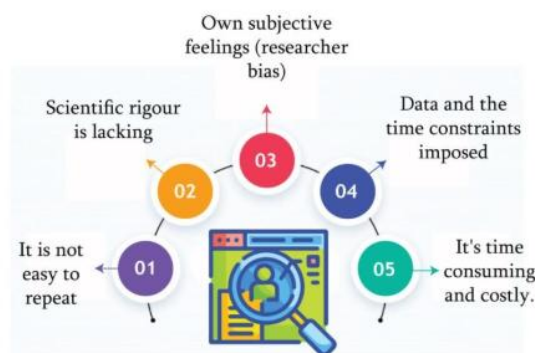 Own subjective
feelings (researcher
bias)
Scientific rigour
is lacking
Data and the
time constraints
imposed
03
02
04
It is not
easy to
repeat
01
05
It's time
consuming
and costly.